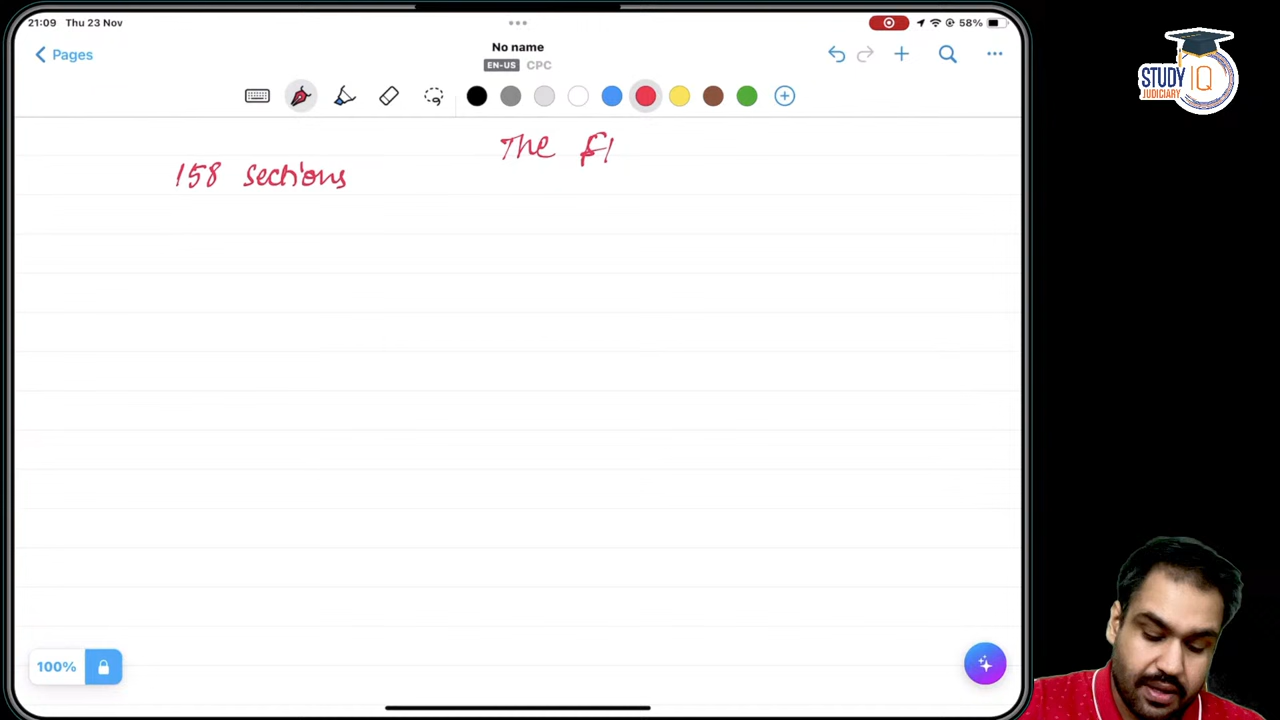 21:09 Thu 23 Nov
58%
Pages
No name
EN-US CPC
STUDY IQ
JUDICIARY
The FI
158 sections
100%